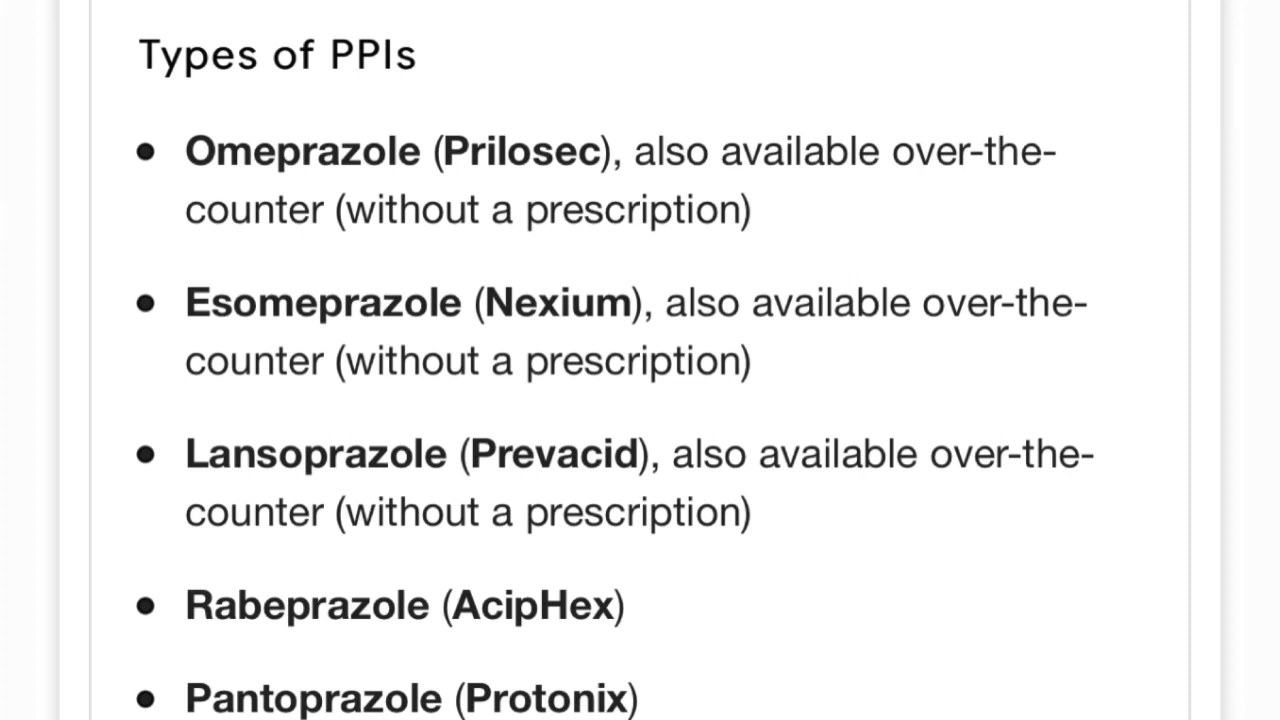 Types of PPIs
● Omeprazole (Prilosec), also available over-the-
counter (without a prescription)
● Esomeprazole (Nexium), also available over-the-
counter (without a prescription)
● Lansoprazole (Prevacid), also available over-the-
counter (without a prescription)
● Rabeprazole (AcipHex)
● Pantoprazole (Protonix)